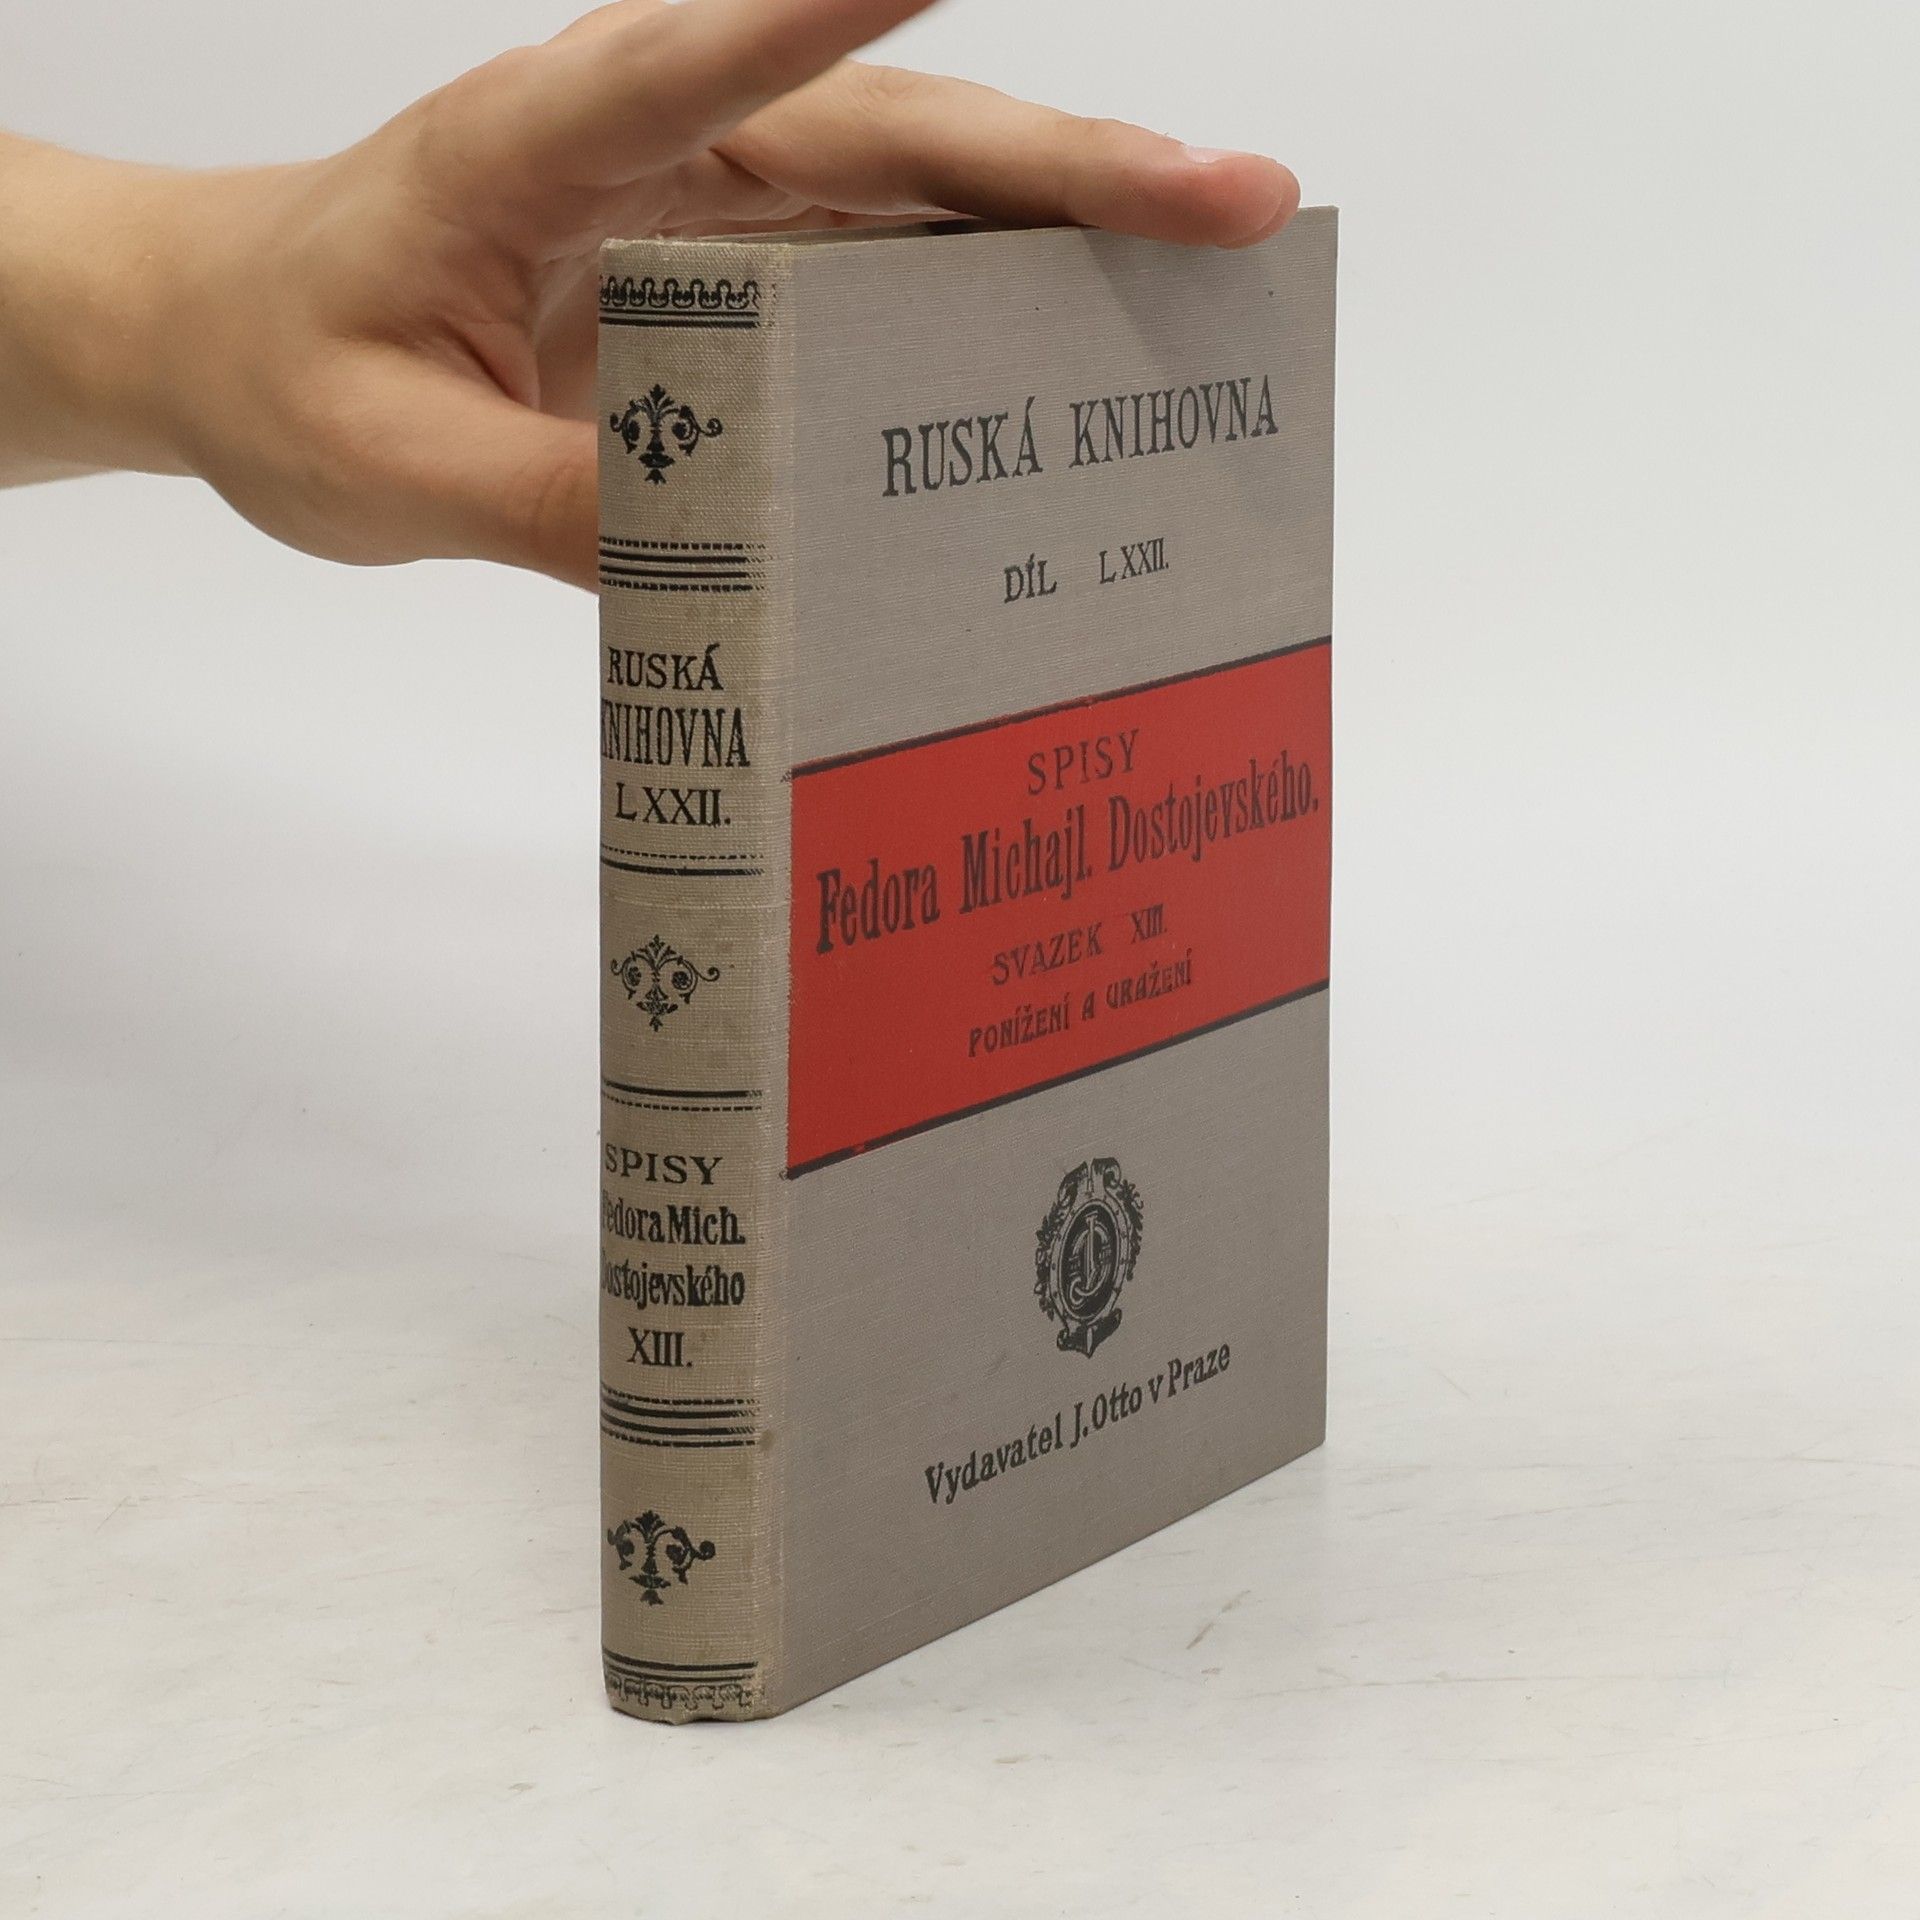 RUSKÁ
KNIHOVNA
LXXII.
SPISY
Fedora Mich.
Dostojevského
XIII.
RUSKÁ KNIHOVNA
DÍL LXXII.
SPISY
Fedora Michajl. Dostojevského.
SVAZEK XIII.
PONÍŽENÍ A URAŽENÍ
Vydavatel J. Otto v Praze